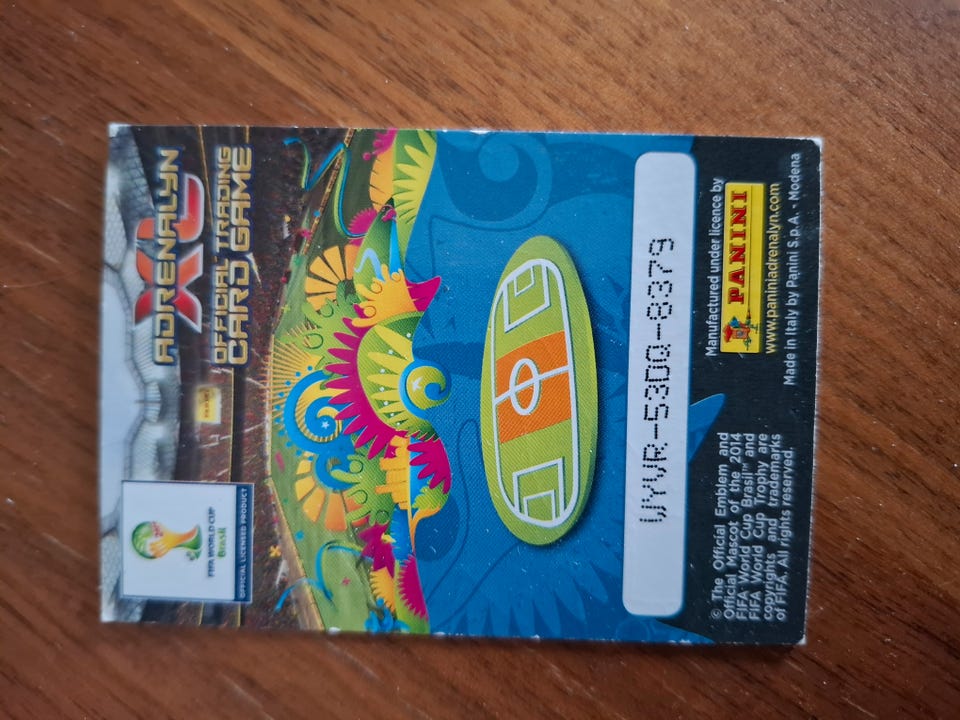 ADRENALYN
XL
OFFICIAL TRADING
CARD GAME
FIFA WORLD CUP
Brasil
OFFICIAL LICENSED PRODUCT
WYVR-53DQ-8379
© The Official Emblem and
Official Mascot of the 2014
FIFA World Cup Brasil™ and
FIFA World Cup Trophy are
copyrights and trademarks
of FIFA. All rights reserved.
Manufactured under licence by
PANINI
www.paniniadrenalyn.com
Made in Italy by Panini S.p.A. - Modena